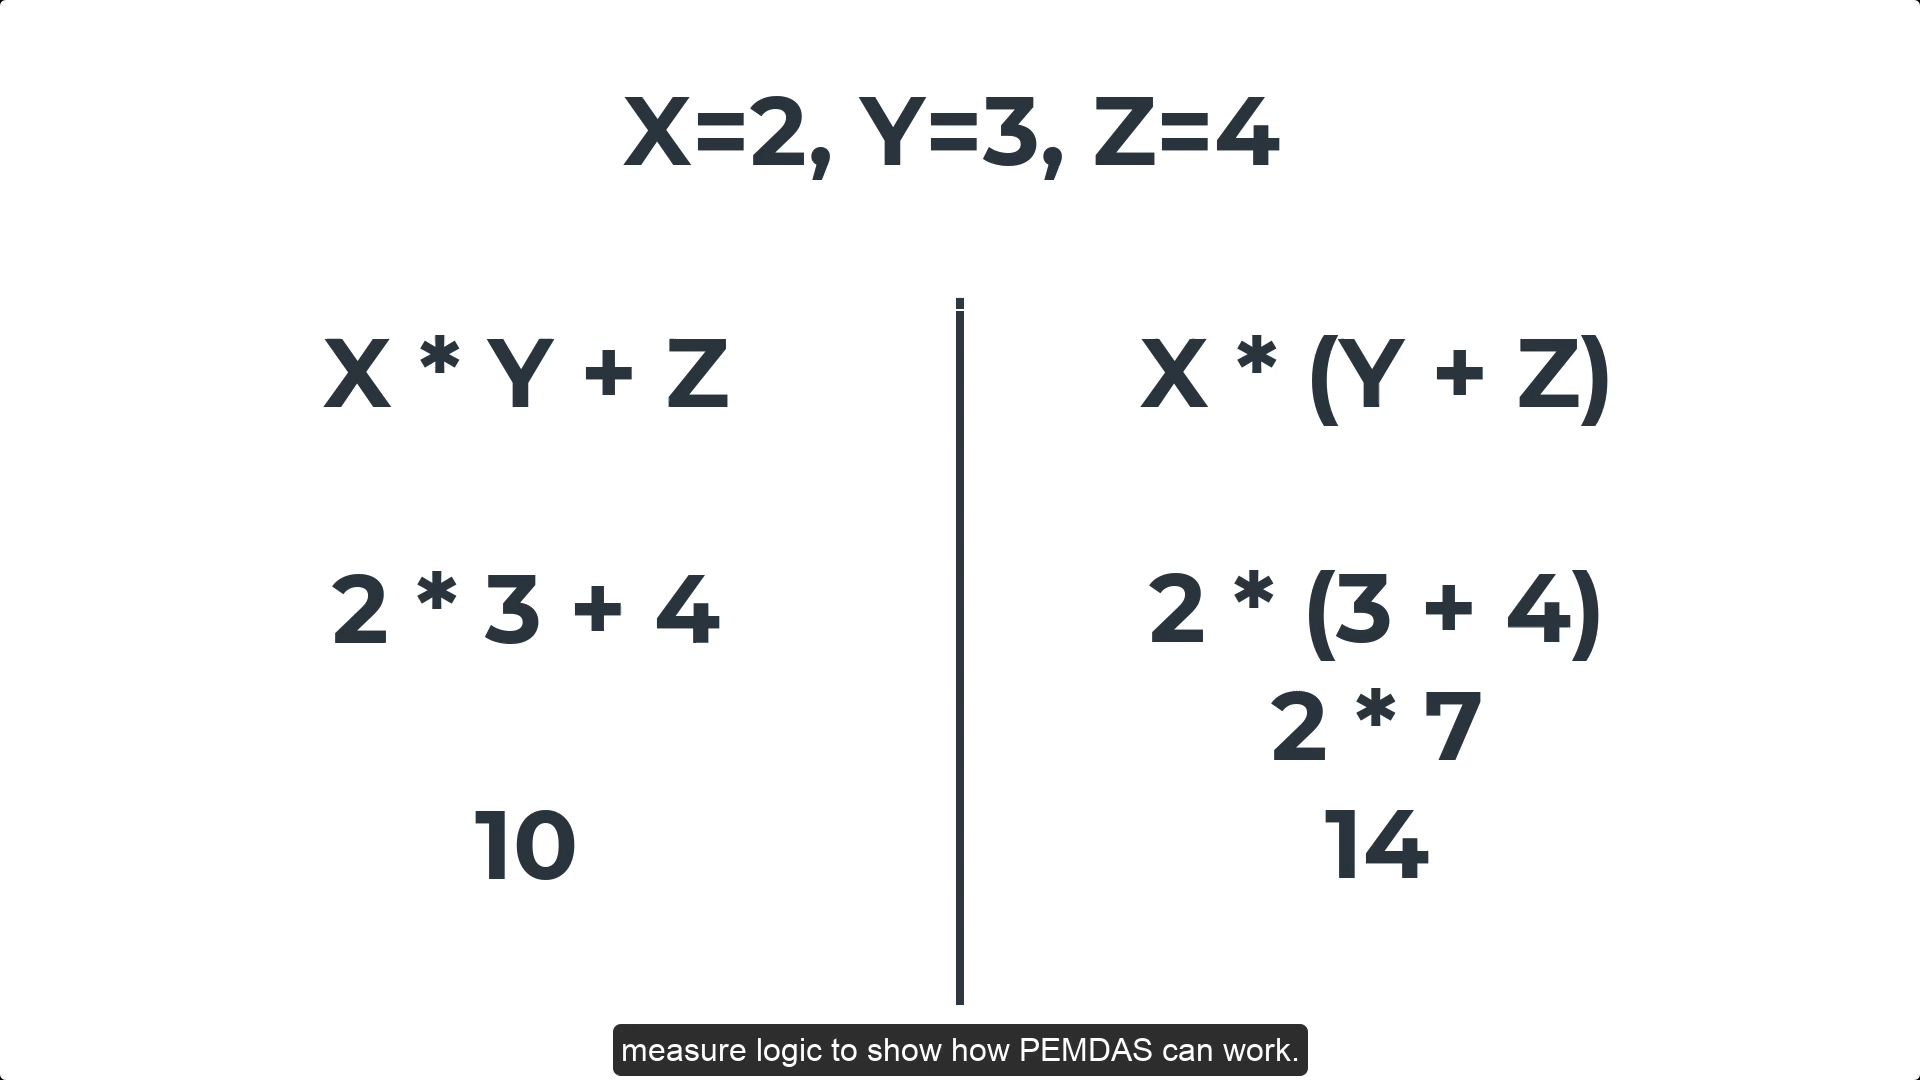 X=2, Y=3, Z=4
X * Y + Z
2 * 3 + 4
10
X * (Y + Z)
2 * (3 + 4)
2 * 7
14
measure logic to show how PEMDAS can work.